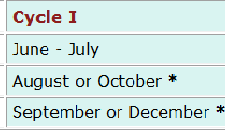 Cycle I
June - July
August or October *
September or December *